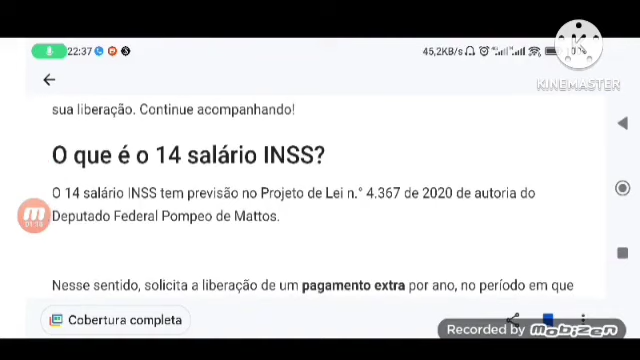 22:37
45,2KB/s
KINEMASTER
sua liberação. Continue acompanhando!
O que é o 14 salário INSS?
O 14 salário INSS tem previsão no Projeto de Lei n.° 4.367 de 2020 de autoria do
Deputado Federal Pompeo de Mattos.
Nesse sentido, solicita a liberação de um pagamento extra por ano, no período em que
Cobertura completa
Recorded by MOBIZEN